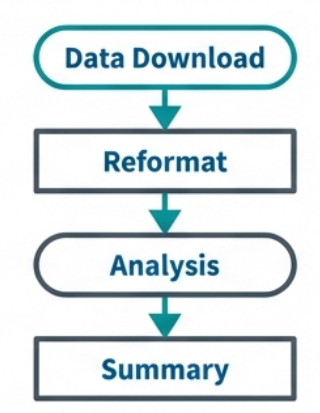 Data Download
Reformat
Analysis
Summary